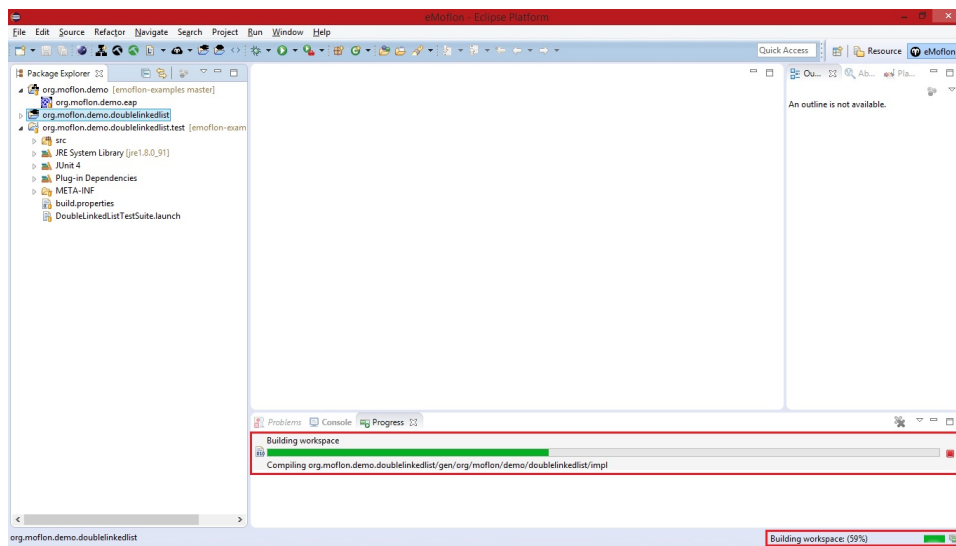 eMoflon - Eclipse Platform
File Edit Source Refactor Navigate Search Project Run Window Help
Quick Access
Resource
eMoflon
Package Explorer
Ou...
Ab...
Pla...
org.moflon.demo [emoflon-examples master]
org.moflon.demo.eap
org.moflon.demo.doublelinkedlist
org.moflon.demo.doublelinkedlist.test [emoflon-exam
src
JRE System Library [jre1.8.0_91]
JUnit 4
Plug-in Dependencies
META-INF
build.properties
DoubleLinkedListTestSuite.launch
An outline is not available.
Problems Console Progress
Building workspace
010
Compiling org.moflon.demo.doublelinkedlist/gen/org/moflon/demo/doublelinkedlist/impl
org.moflon.demo.doublelinkedlist
Building workspace: (59%)